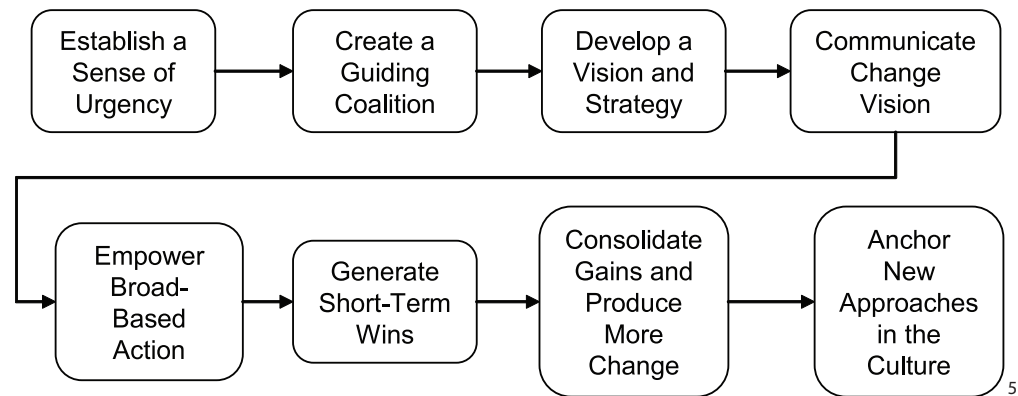 Establish a
Sense of
Urgency
Create a
Guiding
Coalition
Develop a
Vision and
Strategy
Communicate
Change
Vision
Empower
Broad-
Based
Action
Generate
Short-Term
Wins
Consolidate
Gains and
Produce
More
Change
Anchor
New
Approaches
in the
Culture
5